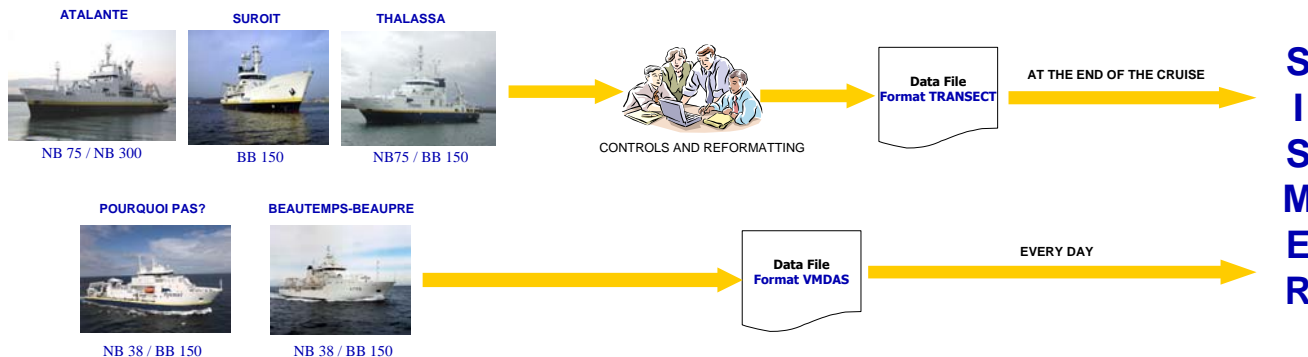 ATALANTE
SUROIT
THALASSA
NB 75 / NB 300
BB 150
NB75 / BB 150
CONTROLS AND REFORMATTING
Data File
Format TRANSECT
AT THE END OF THE CRUISE
POURQUOI PAS?
BEAUTEMPS-BEAUPRE
NB 38 / BB 150
NB 38 / BB 150
Data File
Format VMDAS
EVERY DAY
S
I
S
M
E
R